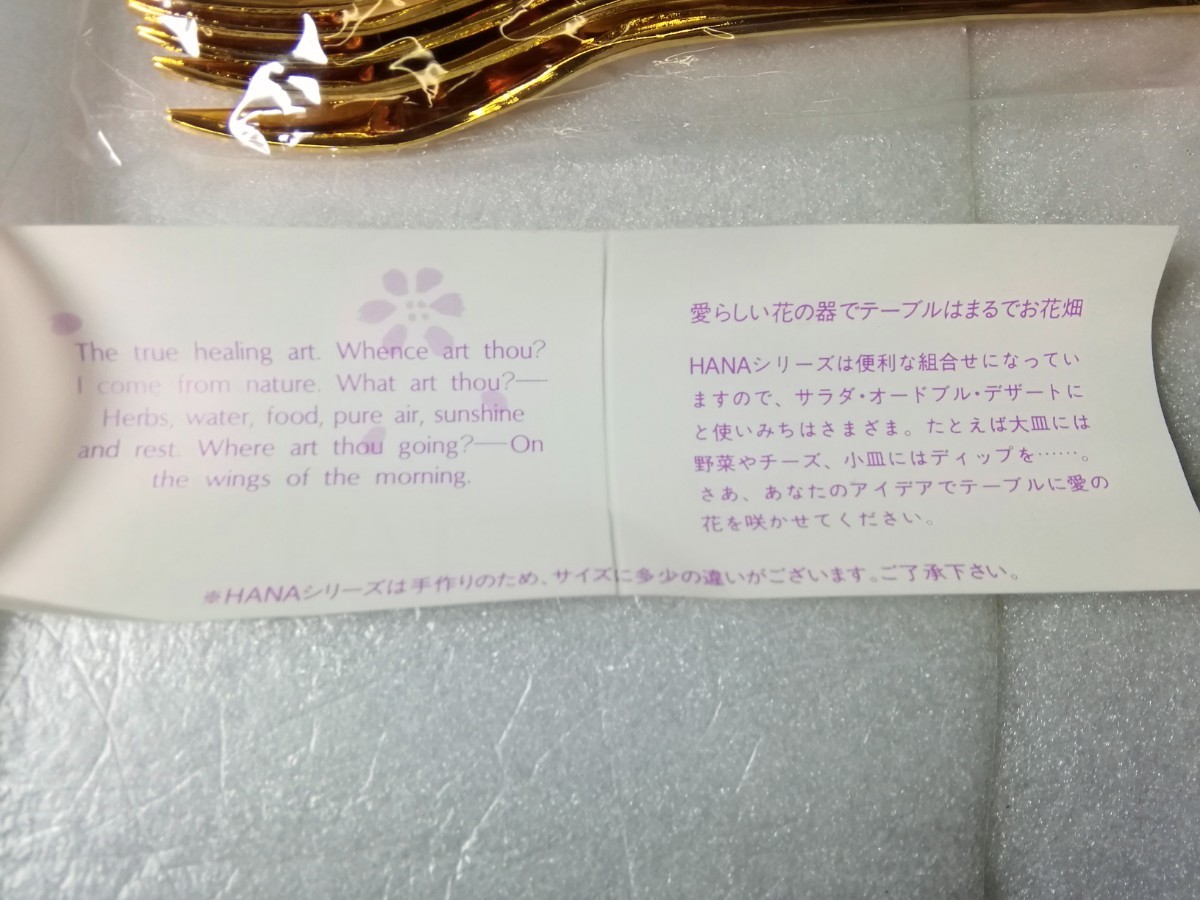 The true healing art. Whence art thou?
I come from nature. What art thou?—
Herbs, water, food, pure air, sunshine
and rest. Where art thou going?—On
the wings of the morning.
愛らしい花の器でテーブルはまるでお花畑
HANAシリーズは便利な組合せになってい
ますので、サラダ・オードブル・デザートに
と使いみちはさまざま。たとえば大皿には
野菜やチーズ、小皿にはディップを……。
さあ、あなたのアイデアでテーブルに愛の
花を咲かせてください。
※HANAシリーズは手作りのため、サイズに多少の違いがございます。ご了承下さい。